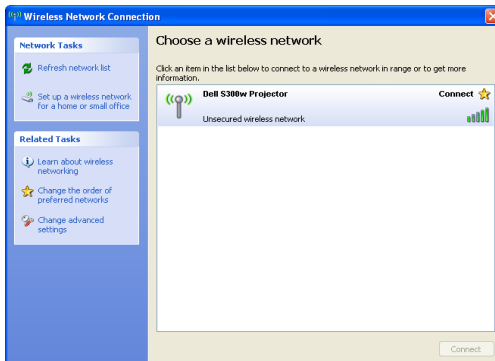 Wireless Network Connection
Network Tasks
Refresh network list
Set up a wireless network
for a home or small office
Related Tasks
Learn about wireless
networking
Change the order of
preferred networks
Change advanced
settings
Choose a wireless network
Click an item in the list below to connect to a wireless network in range or to get more
information.
Dell S300w Projector
Connect
Unsecured wireless network
Connect